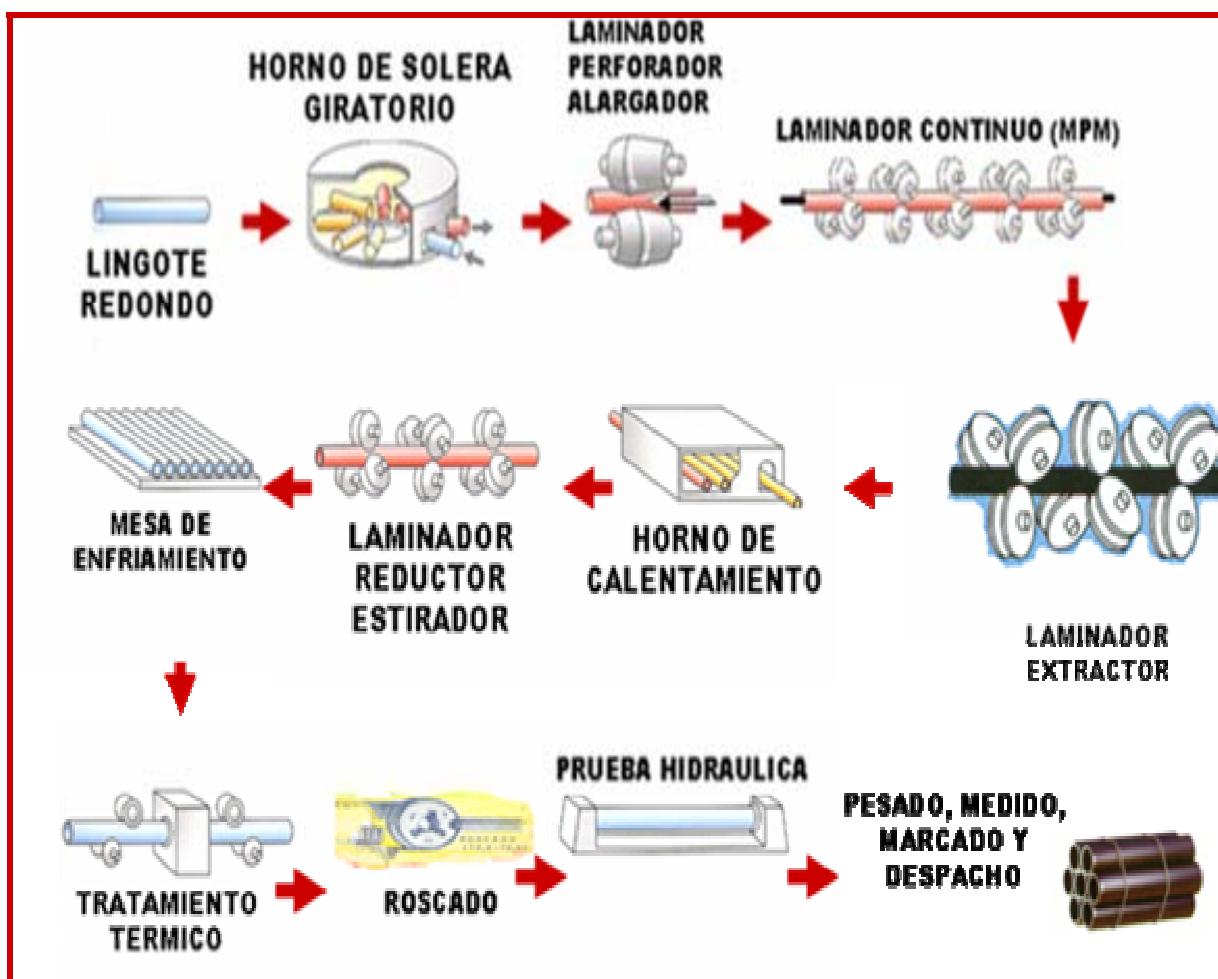 HORNO DE SOLERA
GIRATORIO
LAMINADOR
PERFORADOR
ALARGADOR
LAMINADOR CONTINUO (MPM)
LINGOTE
REDONDO
LAMINADOR
EXTRACTOR
HORNO DE
CALENTAMIENTO
LAMINADOR
REDUCTOR
ESTIRADOR
MESA DE
ENFRIAMIENTO
TRATAMIENTO
TERMICO
ROSCADO
PRUEBA HIDRAULICA
PESADO, MEDIDO,
MARCADO Y
DESPACHO